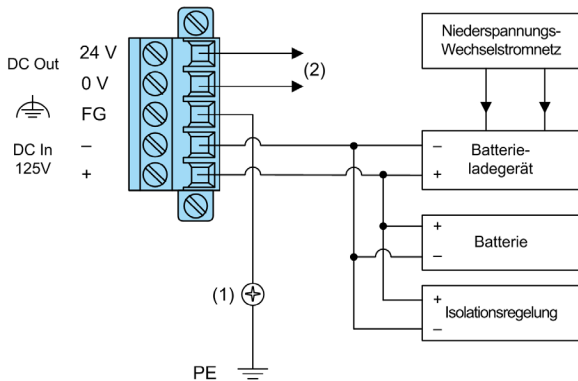 DC Out
24 V
0 V
FG
DC In
125V
–
+
(2)
(1)
PE
Niederspannungs-
Wechselstromnetz
–
+
Batterie-
ladegerät
+
–
Batterie
+
–
Isolationsregelung